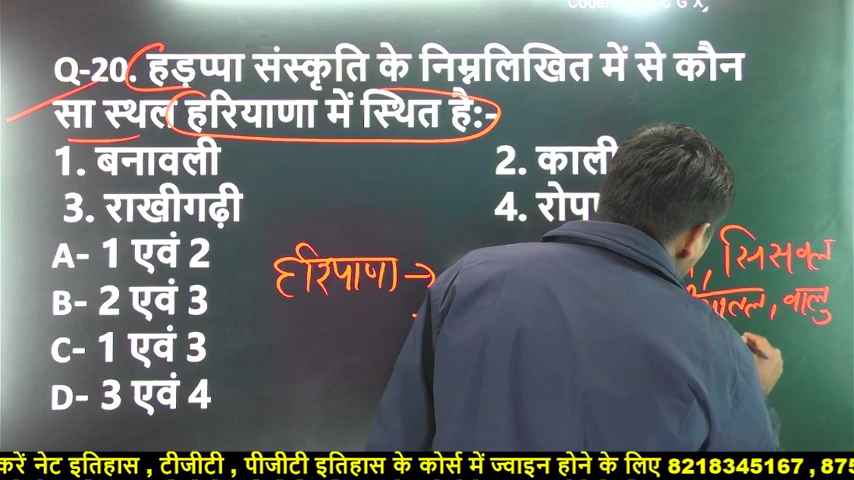 Q-20. हड़प्पा संस्कृति के निम्नलिखित में से कौन
सा स्थल हरियाणा में स्थित है:-
1. बनावली
2. काली
3. राखीगढ़ी
4. रोप
A- 1 एवं 2
B- 2 एवं 3
C- 1 एवं 3
D- 3 एवं 4
हरियाणा →
, सिसवल
, वालु
करें नेट इतिहास , टीजीटी , पीजीटी इतिहास के कोर्स में ज्वाइन होने के लिए 8218345167 , 875